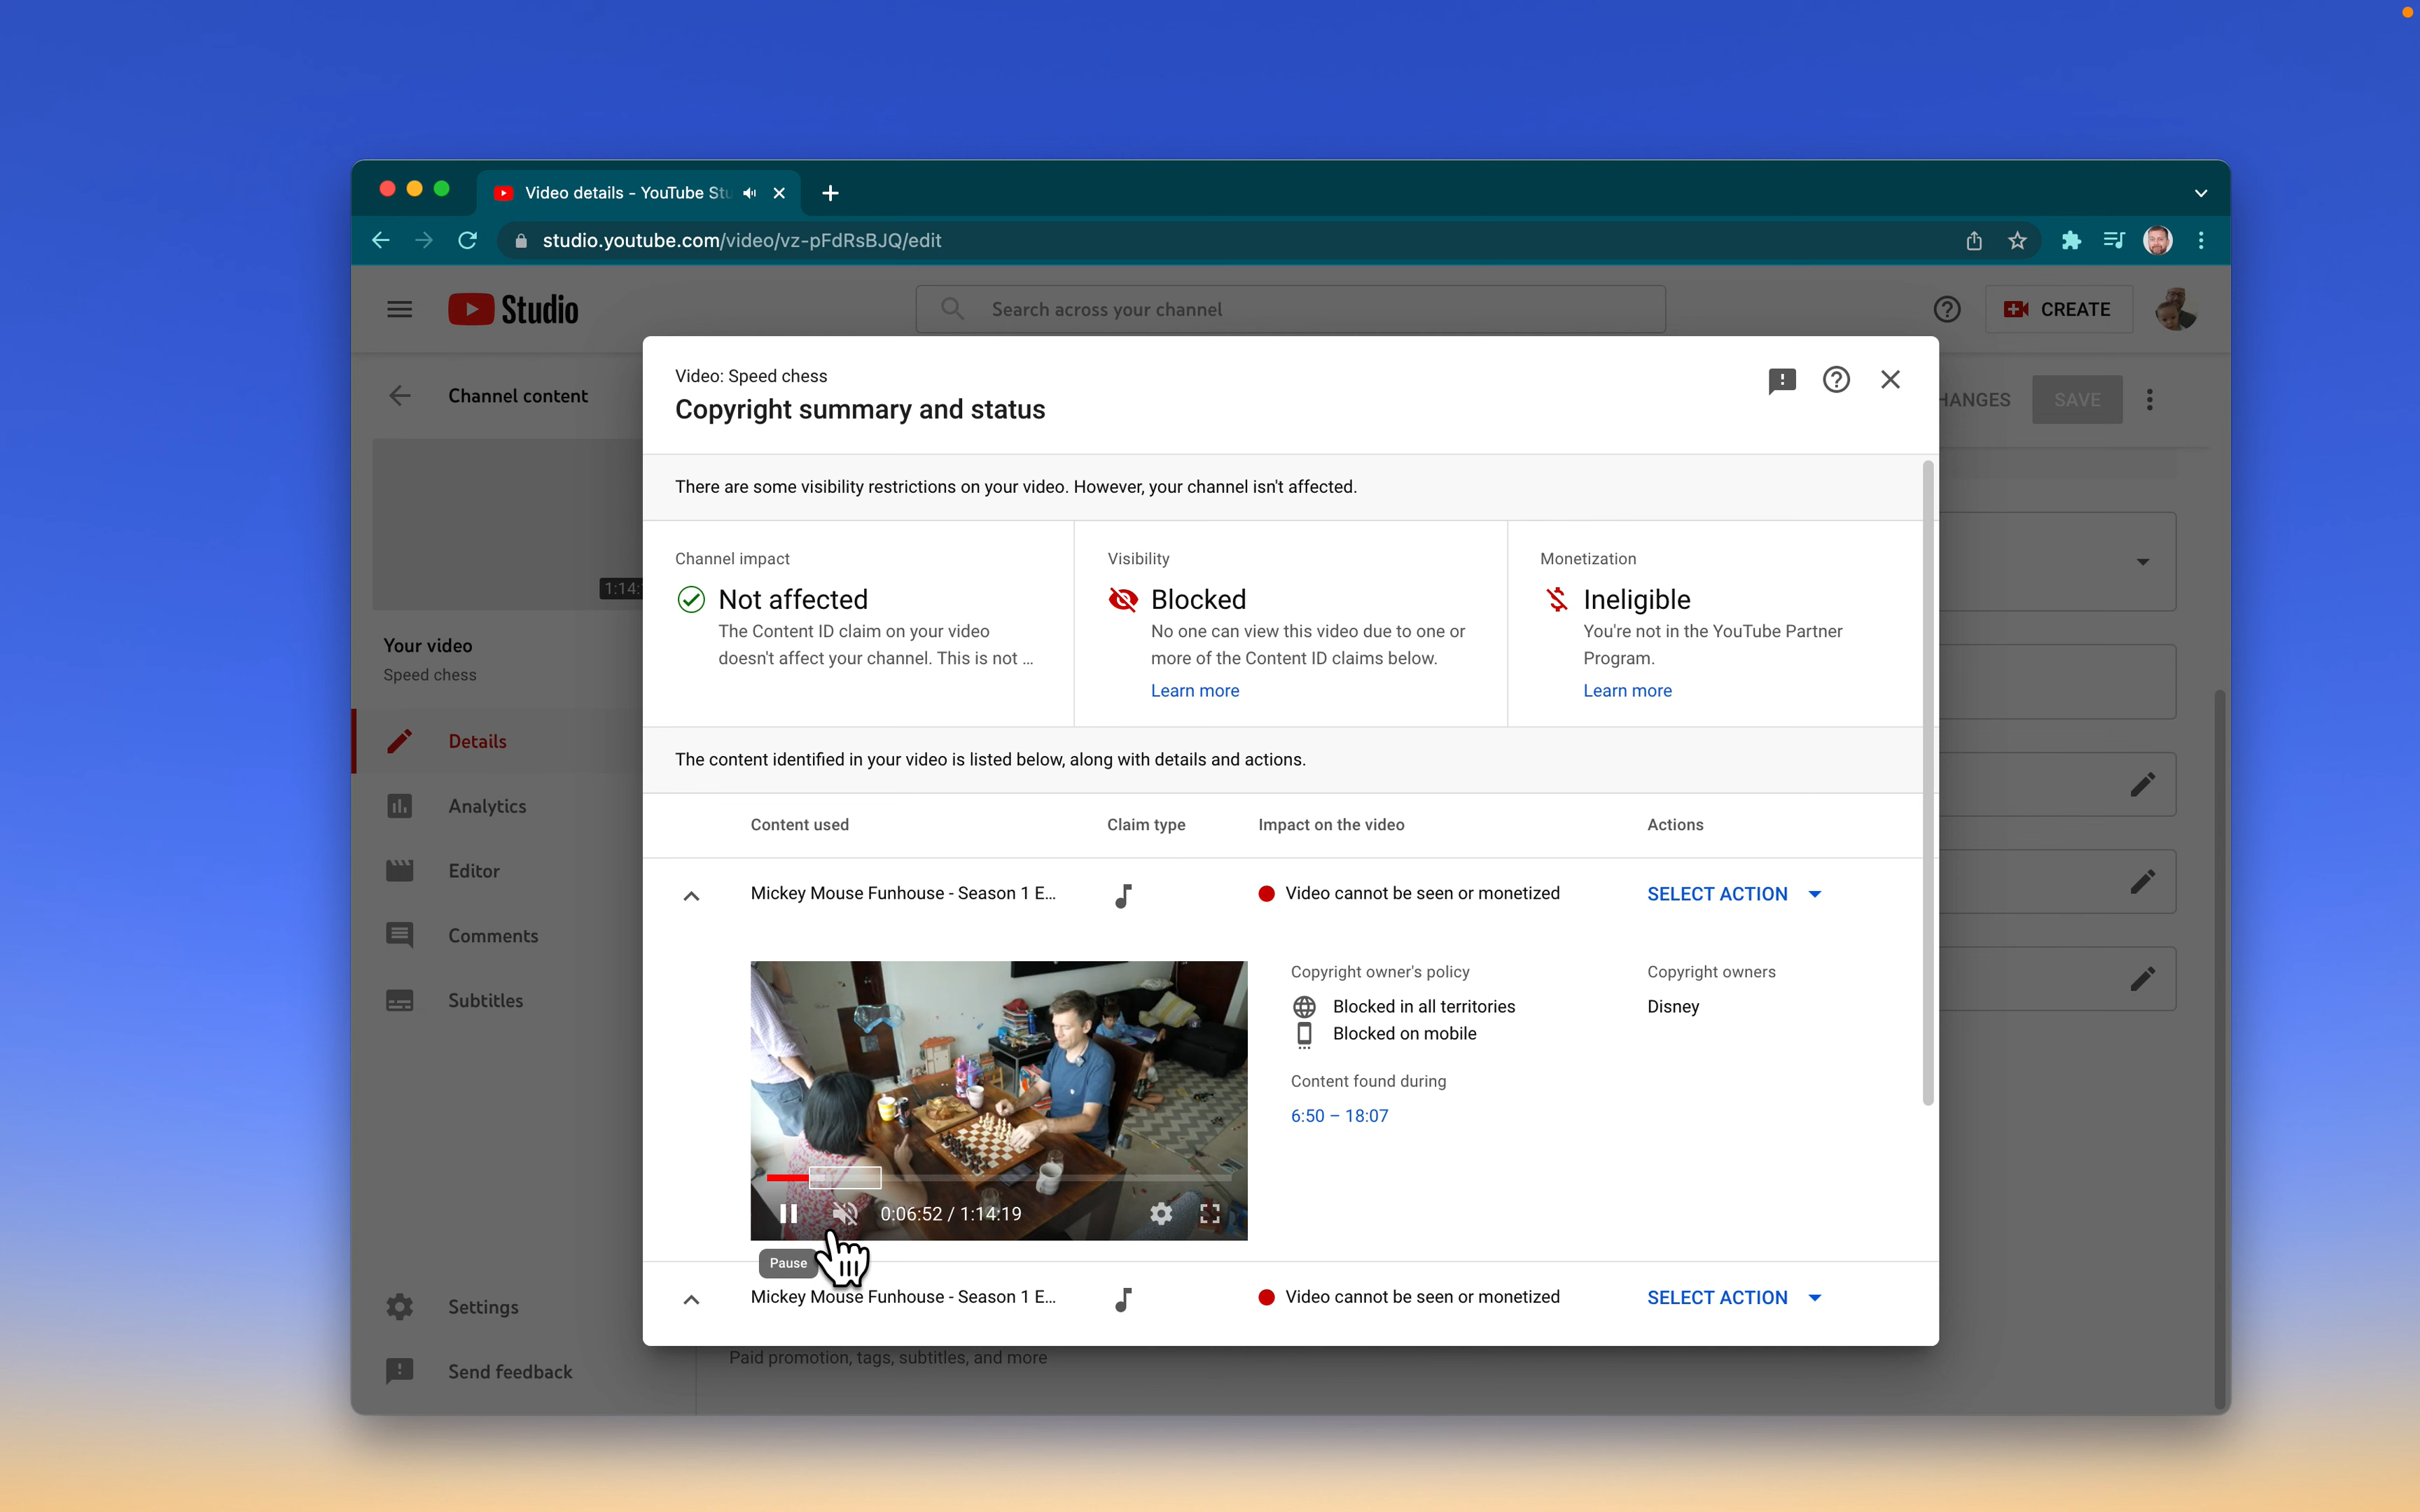 Video details - YouTube Stu
studio.youtube.com/video/vz-pFdRsBJQ/edit
Studio
Search across your channel
CREATE
Channel content
HANGES
SAVE
1:14:
Your video
Speed chess
Details
Analytics
Editor
Comments
Subtitles
Settings
Send feedback
Video: Speed chess
Copyright summary and status
There are some visibility restrictions on your video. However, your channel isn't affected.
Channel impact
Not affected
The Content ID claim on your video
doesn't affect your channel. This is not ...
Visibility
Blocked
No one can view this video due to one or
more of the Content ID claims below.
Learn more
Monetization
Ineligible
You're not in the YouTube Partner
Program.
Learn more
The content identified in your video is listed below, along with details and actions.
Content used Claim type Impact on the video Actions
Mickey Mouse Funhouse - Season 1 E... Video cannot be seen or monetized SELECT ACTION
0:06:52 / 1:14:19
Pause
Copyright owner's policy
Blocked in all territories
Blocked on mobile
Content found during
6:50 – 18:07
Copyright owners
Disney
Mickey Mouse Funhouse - Season 1 E... Video cannot be seen or monetized SELECT ACTION
Paid promotion, tags, subtitles, and more